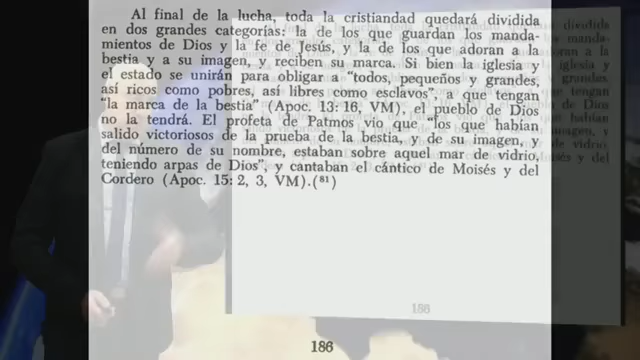 Al final de la lucha, toda la cristiandad quedará dividida
en dos grandes categorías: la de los que guardan los manda-
mientos de Dios y la fe de Jesús, y la de los que adoran a la
bestia y a su imagen, y reciben su marca. Si bien la iglesia y
el estado se unirán para obligar a “todos, pequeños y grandes,
así ricos como pobres, así libres como esclavos”, a que tengan
“la marca de la bestia” (Apoc. 13:16, VM), el pueblo de Dios
no la tendrá. El profeta de Patmos vio que “los que habían
salido victoriosos de la prueba de la bestia, y de su imagen, y
del número de su nombre, estaban sobre aquel mar de vidrio,
teniendo arpas de Dios”, y cantaban el cántico de Moisés y del
Cordero (Apoc. 15:2, 3, VM).(⁸¹)
186
186